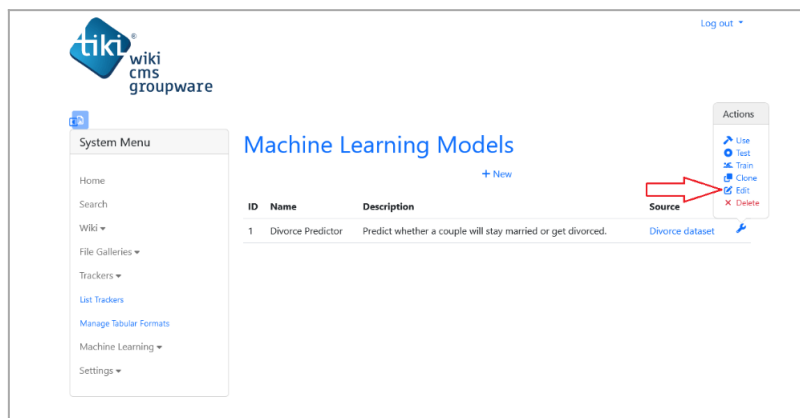 Log out
tiki®
wiki
cms
groupware
System Menu
Home
Search
Wiki
File Galleries
Trackers
List Trackers
Manage Tabular Formats
Machine Learning
Settings
Machine Learning Models
+ New
ID Name Description Source
1 Divorce Predictor Predict whether a couple will stay married or get divorced. Divorce dataset
Actions
Use
Test
Train
Clone
Edit
Delete